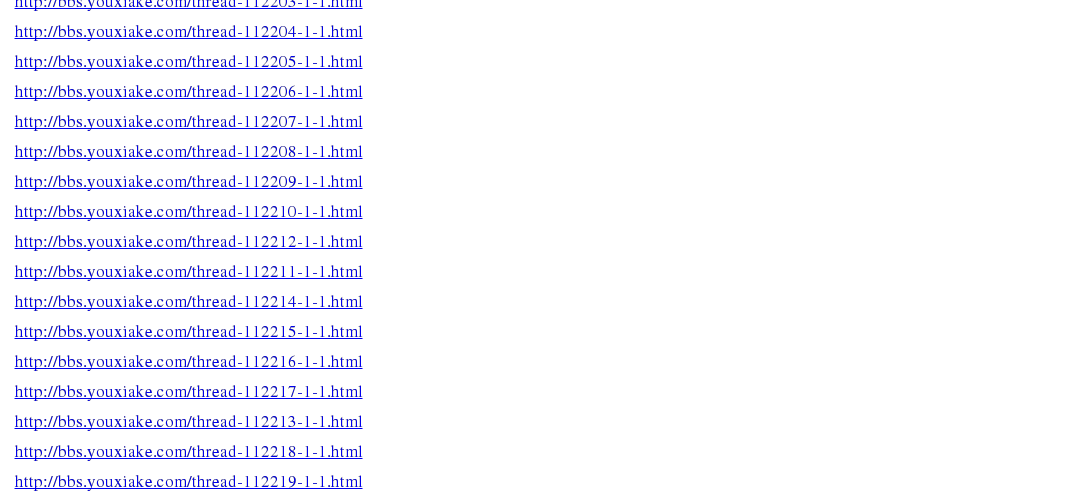 http://bbs.youxiake.com/thread-112203-1-1.html
http://bbs.youxiake.com/thread-112204-1-1.html
http://bbs.youxiake.com/thread-112205-1-1.html
http://bbs.youxiake.com/thread-112206-1-1.html
http://bbs.youxiake.com/thread-112207-1-1.html
http://bbs.youxiake.com/thread-112208-1-1.html
http://bbs.youxiake.com/thread-112209-1-1.html
http://bbs.youxiake.com/thread-112210-1-1.html
http://bbs.youxiake.com/thread-112212-1-1.html
http://bbs.youxiake.com/thread-112211-1-1.html
http://bbs.youxiake.com/thread-112214-1-1.html
http://bbs.youxiake.com/thread-112215-1-1.html
http://bbs.youxiake.com/thread-112216-1-1.html
http://bbs.youxiake.com/thread-112217-1-1.html
http://bbs.youxiake.com/thread-112213-1-1.html
http://bbs.youxiake.com/thread-112218-1-1.html
http://bbs.youxiake.com/thread-112219-1-1.html